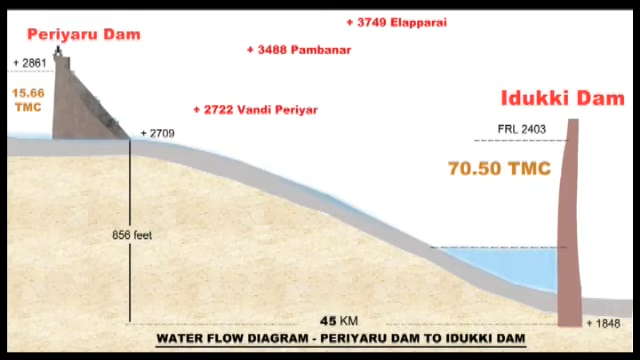 Periyaru Dam
+ 3749 Elapparai
+ 3488 Pambanar
+ 2861
15.66
TMC
Idukki Dam
+ 2722 Vandi Periyar
FRL 2403
+ 2709
70.50 TMC
856 feet
45 KM
+ 1848
WATER FLOW DIAGRAM - PERIYARU DAM TO IDUKKI DAM